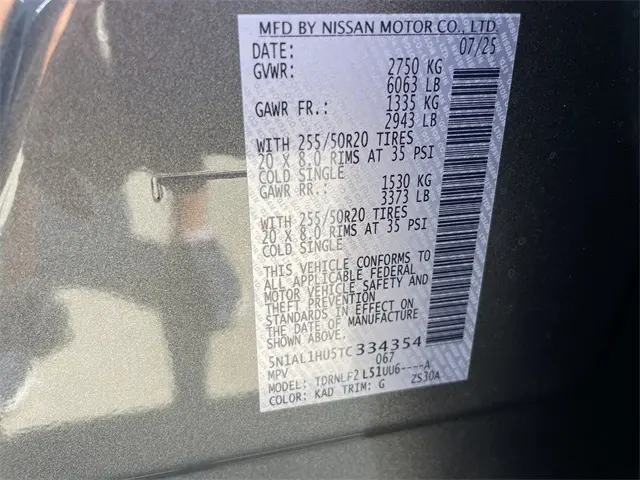 MFD BY NISSAN MOTOR CO., LTD.
DATE: 07/25
GVWR: 2750 KG
6063 LB
GAWR FR.: 1335 KG
2943 LB
WITH 255/50R20 TIRES
20 X 8.0 RIMS AT 35 PSI
COLD SINGLE
GAWR RR.: 1530 KG
3373 LB
WITH 255/50R20 TIRES
20 X 8.0 RIMS AT 35 PSI
COLD SINGLE
THIS VEHICLE CONFORMS TO
ALL APPLICABLE FEDERAL
MOTOR VEHICLE SAFETY AND
THEFT PREVENTION
STANDARDS IN EFFECT ON
THE DATE OF MANUFACTURE
SHOWN ABOVE.
5N1AL1HU5TC334354
MPV 067
MODEL: TDRNLF2 L51UU6----A
COLOR: KAD TRIM: G ZS30A